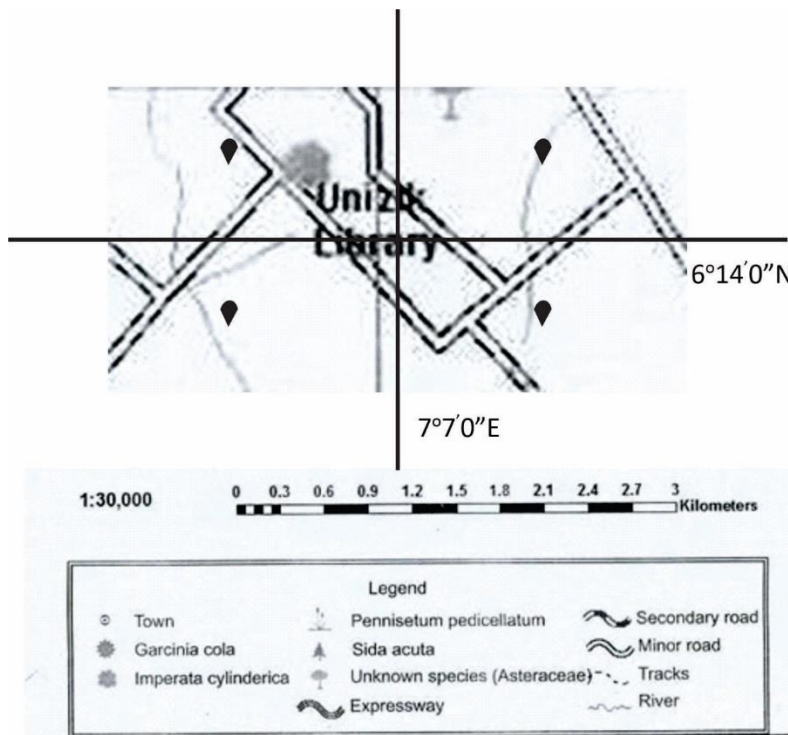 Unizik
Library
6°14'0"N
7°7'0"E
1:30,000
0 0.3 0.6 0.9 1.2 1.5 1.8 2.1 2.4 2.7 3
Kilometers
Legend
Town
Garcinia cola
Imperata cylinderica
Pennisetum pedicellatum
Sida acuta
Unknown species (Asteraceae)
Expressway
Secondary road
Minor road
Tracks
River